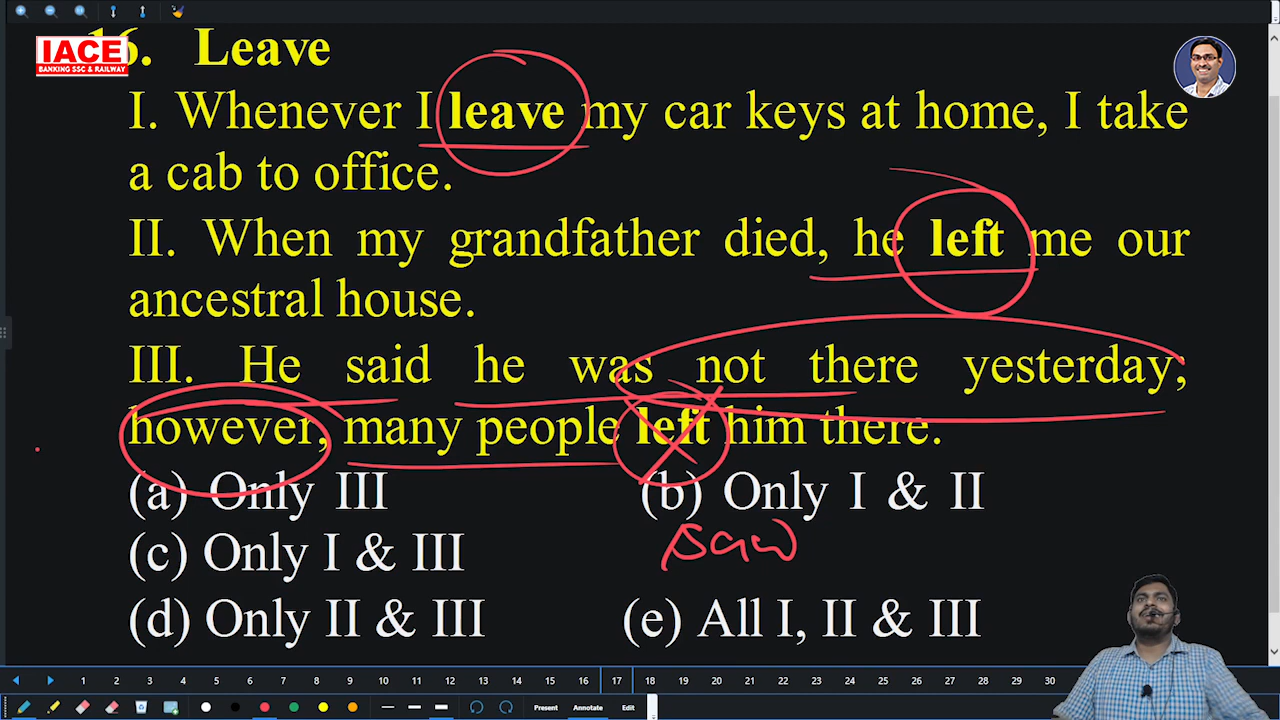 IACE
BANKING SSC & RAILWAY
16. Leave
I. Whenever I leave my car keys at home, I take
a cab to office.
II. When my grandfather died, he left me our
ancestral house.
III. He said he was not there yesterday;
however, many people left him there.
(a) Only III (b) Only I & II
saw
(c) Only I & III
(d) Only II & III (e) All I, II & III
1 2 3 4 5 6 7 8 9 10 11 12 13 14 15 16 17 18 19 20 21 22 23 24 25 26 27 28 29 30
Present Annotate Edit